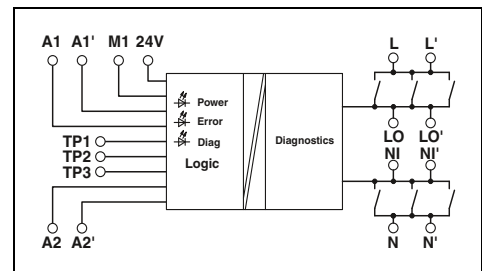 A1 A1' M1 24V
L L'
Power
Error
Diag
Logic
Diagnostics
TP1
TP2
TP3
LO LO'
NI NI'
A2 A2'
N N'